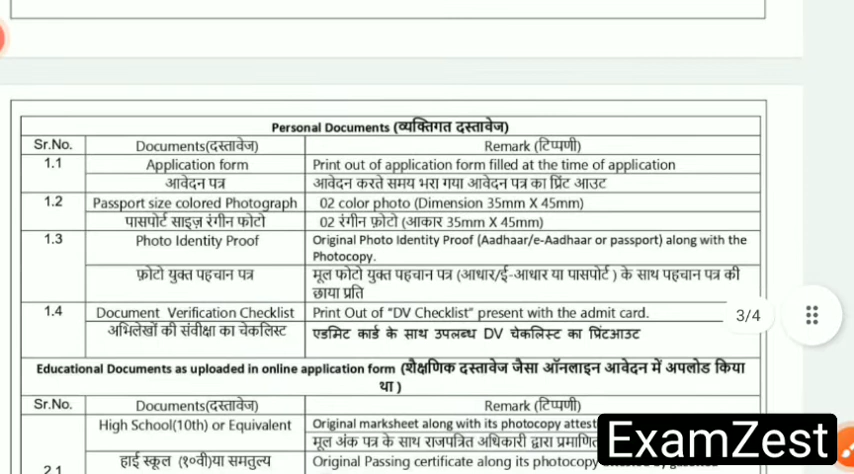 Personal Documents (व्यक्तिगत दस्तावेज)
Sr.No. Documents(दस्तावेज) Remark (टिप्पणी)
1.1 Application form Print out of application form filled at the time of application
आवेदन पत्र आवेदन करते समय भरा गया आवेदन पत्र का प्रिंट आउट
1.2 Passport size colored Photograph 02 color photo (Dimension 35mm X 45mm)
पासपोर्ट साइज़ रंगीन फोटो 02 रंगीन फ़ोटो (आकार 35mm X 45mm)
1.3 Photo Identity Proof Original Photo Identity Proof (Aadhaar/e-Aadhaar or passport) along with the
Photocopy.
फ़ोटो युक्त पहचान पत्र मूल फोटो युक्त पहचान पत्र (आधार/ई-आधार या पासपोर्ट ) के साथ पहचान पत्र की
छाया प्रति
1.4 Document Verification Checklist Print Out of "DV Checklist" present with the admit card.
3/4
अभिलेखों की संवीक्षा का चेकलिस्ट एडमिट कार्ड के साथ उपलब्ध DV चेकलिस्ट का प्रिंटआउट
Educational Documents as uploaded in online application form (शैक्षणिक दस्तावेज जैसा ऑनलाइन आवेदन में अपलोड किया
था )
Sr.No. Documents(दस्तावेज) Remark (टिप्पणी)
High School(10th) or Equivalent Original marksheet along with its photocopy attest
मूल अंक पत्र के साथ राजपत्रित अधिकारी द्वारा
ExamZest
2.1 हाई स्कूल (१०वी)या समतुल्य Original Passing certificate along its photocopy